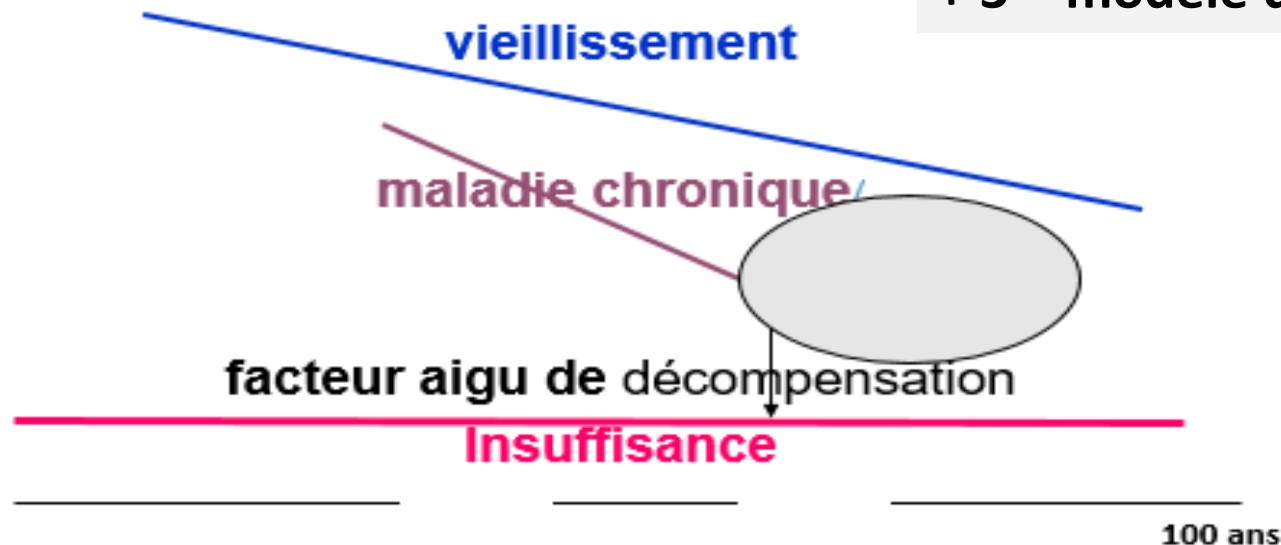 vieillissement
maladie chronique
facteur aigu de décompensation
Insuffisance
100 ans